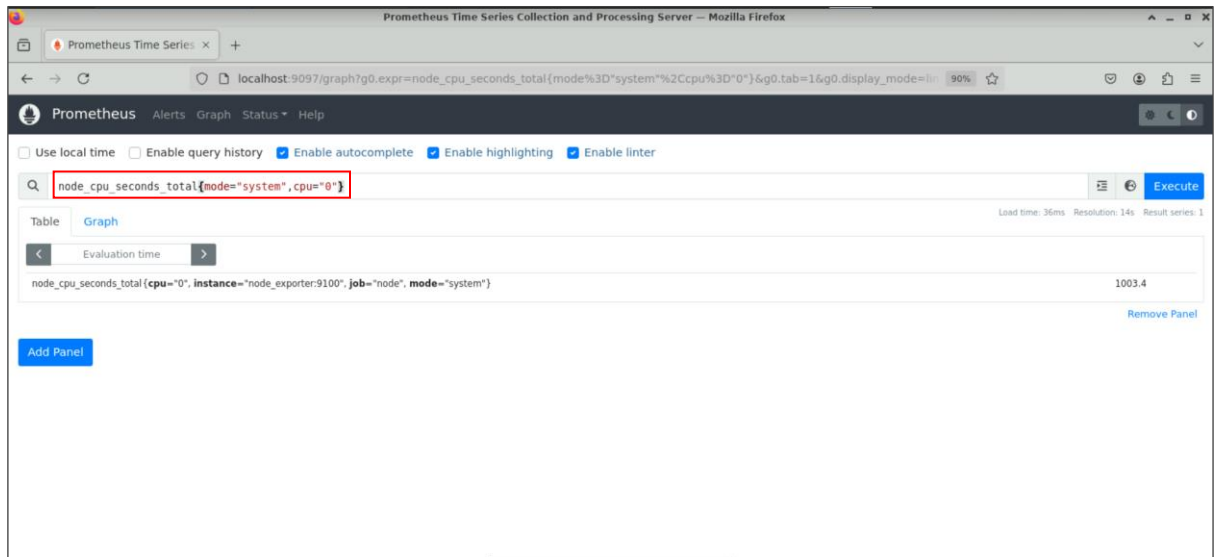 Prometheus Time Series Collection and Processing Server — Mozilla Firefox
Prometheus Time Series
localhost:9097/graph?g0.expr=node_cpu_seconds_total{mode%3D"system"%2Ccpu%3D"0"}&g0.tab=1&g0.display_mode=lin 90%
Prometheus Alerts Graph Status Help
Use local time Enable query history Enable autocomplete Enable highlighting Enable linter
node_cpu_seconds_total{mode="system",cpu="0"} Execute
Table Graph Load time: 36ms Resolution: 14s Result series: 1
Evaluation time
node_cpu_seconds_total{cpu="0", instance="node_exporter:9100", job="node", mode="system"} 1003.4
Remove Panel
Add Panel